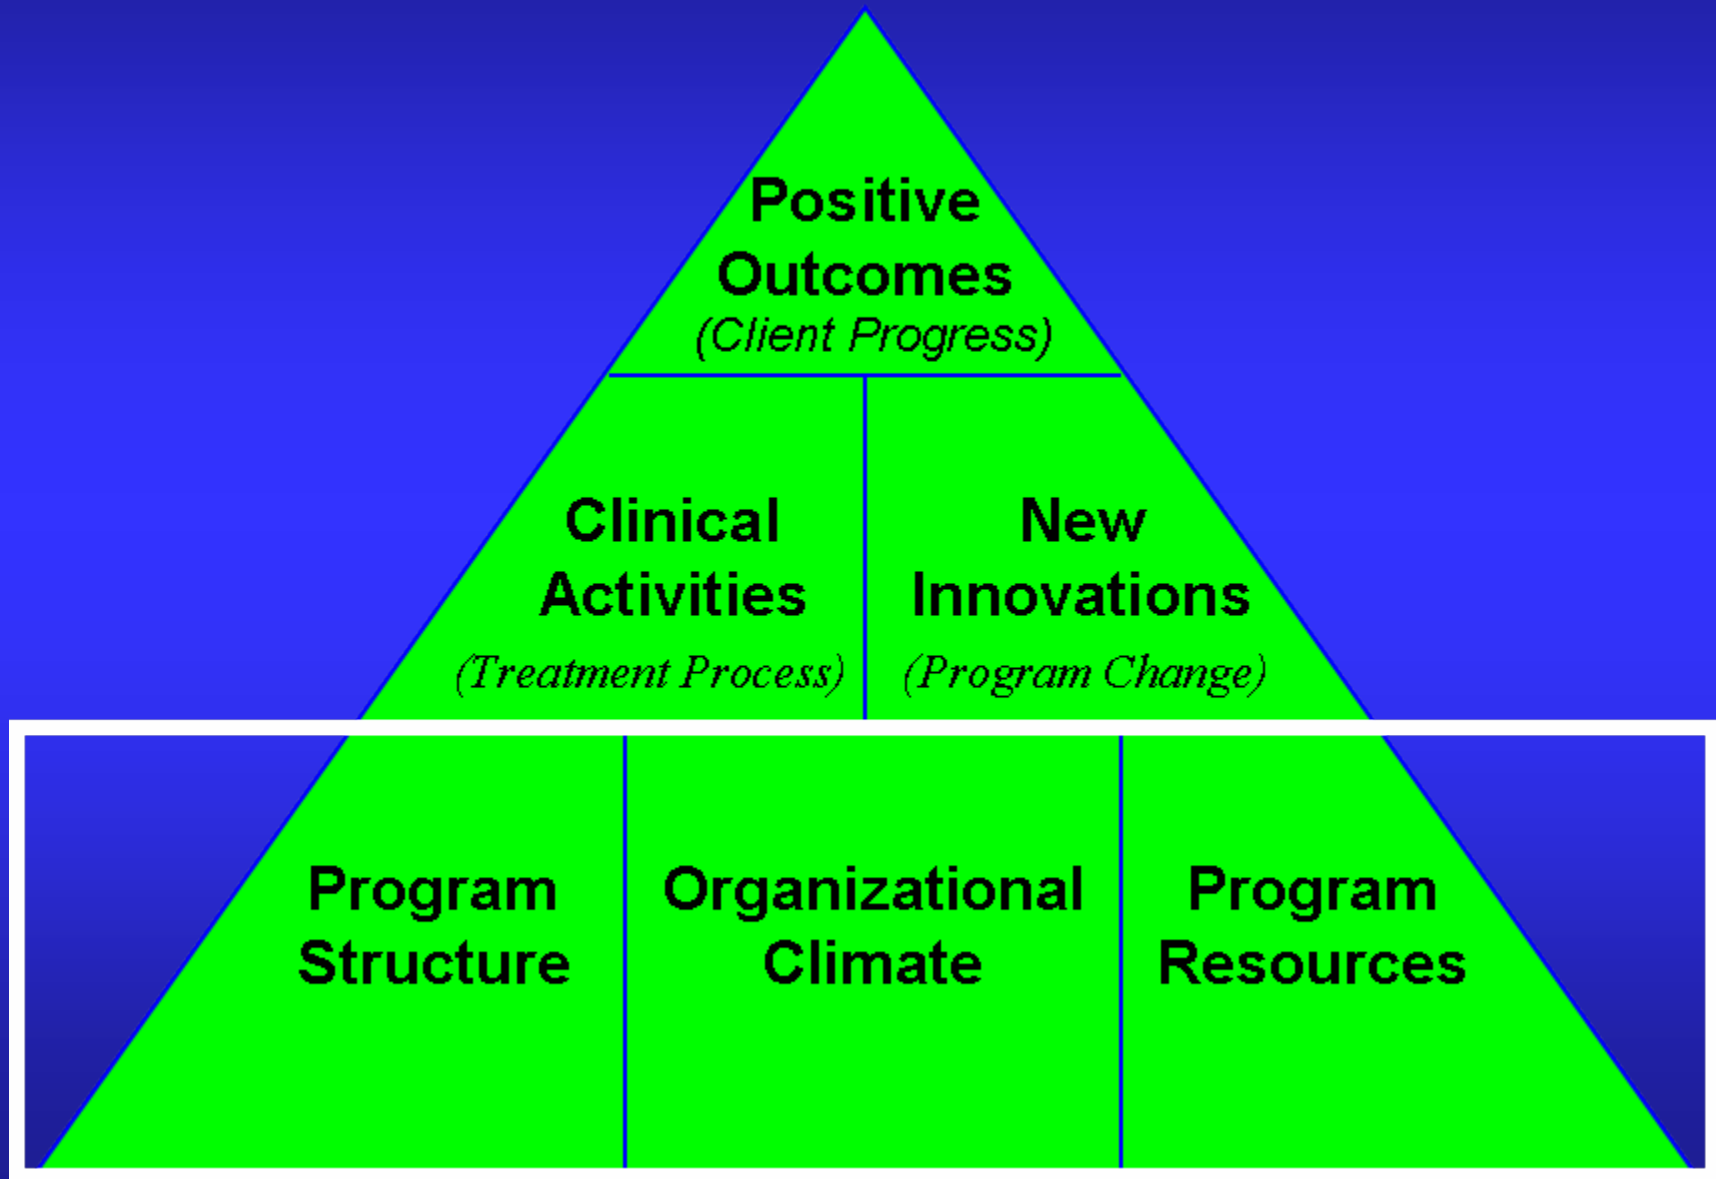 Positive
Outcomes
(Client Progress)
Clinical
Activities
(Treatment Process)
New
Innovations
(Program Change)
Program
Structure
Organizational
Climate
Program
Resources